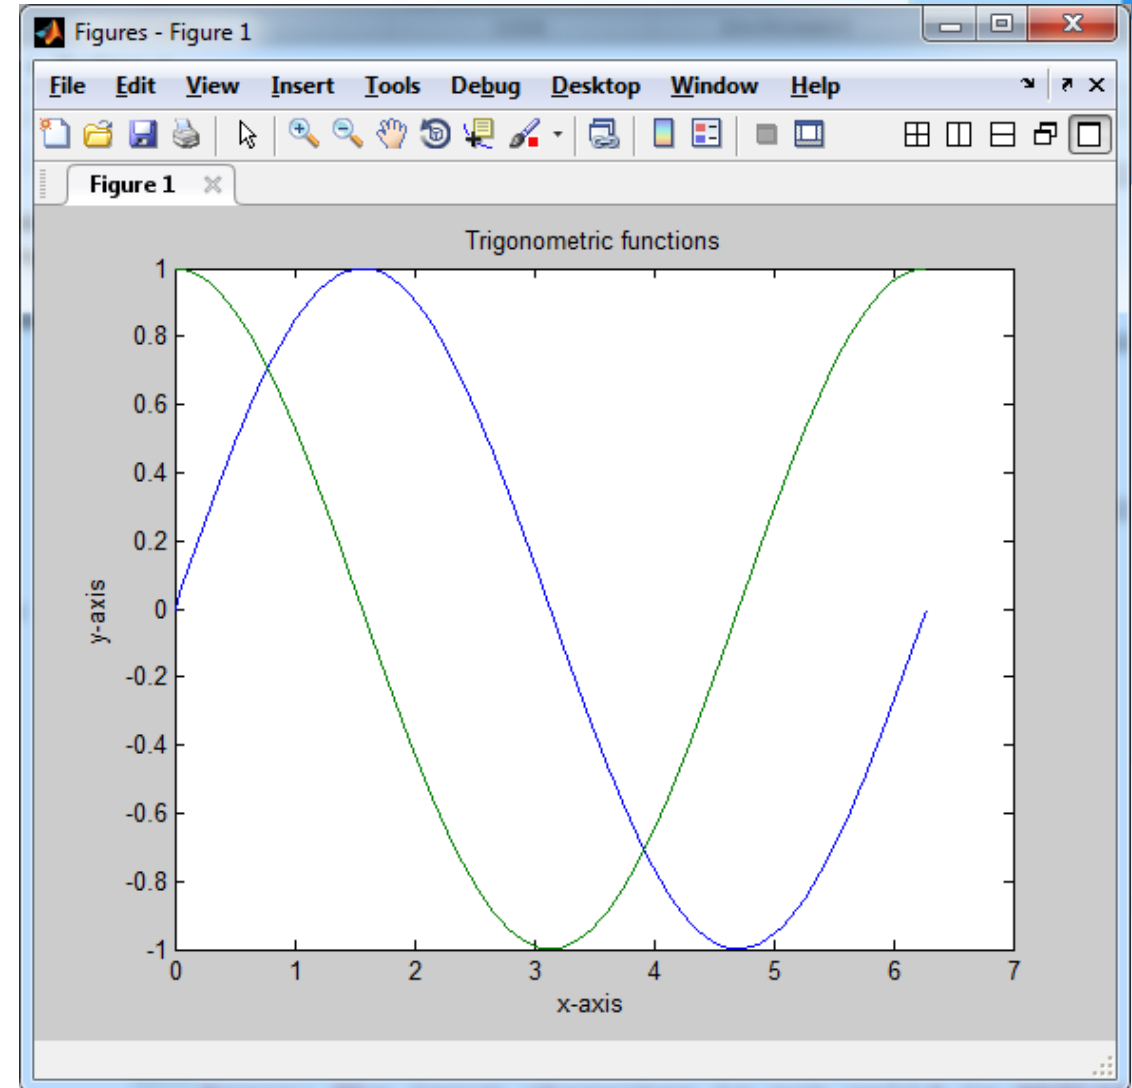 Figures - Figure 1
File Edit View Insert Tools Debug Desktop Window Help
Figure 1
Trigonometric functions
1
0.8
0.6
0.4
0.2
0
-0.2
-0.4
-0.6
-0.8
-1
y-axis
0 1 2 3 4 5 6 7
x-axis